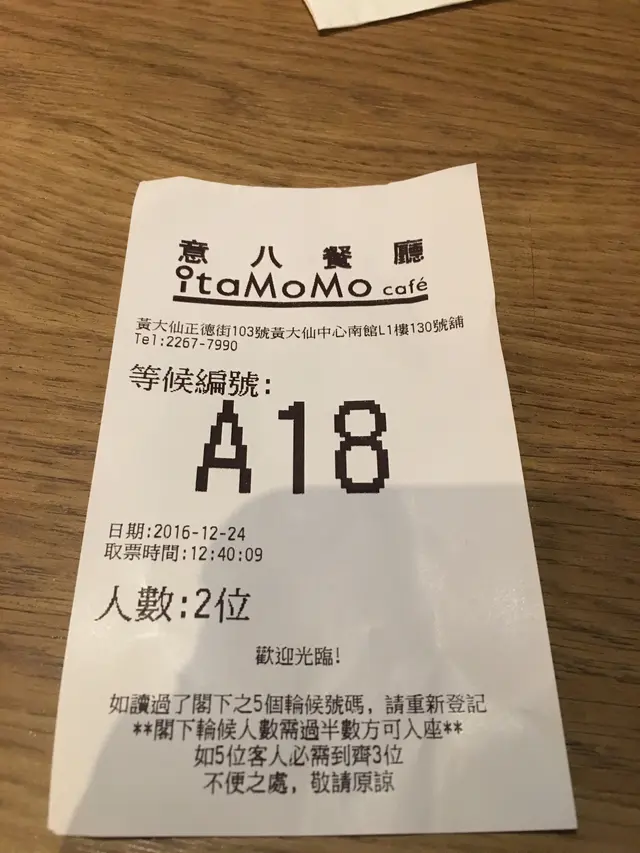 意八餐廳
itaMoMo café
黃大仙正德街103號黃大仙中心南館L1樓130號舖
Tel:2267-7990
等候編號:
A18
日期:2016-12-24
取票時間:12:40:09
人數:2位
歡迎光臨!
如讀過了閣下之5個輪候號碼, 請重新登記
**閣下輪候人數需過半數方可入座**
如5位客人必需到齊3位
不便之處, 敬請原諒